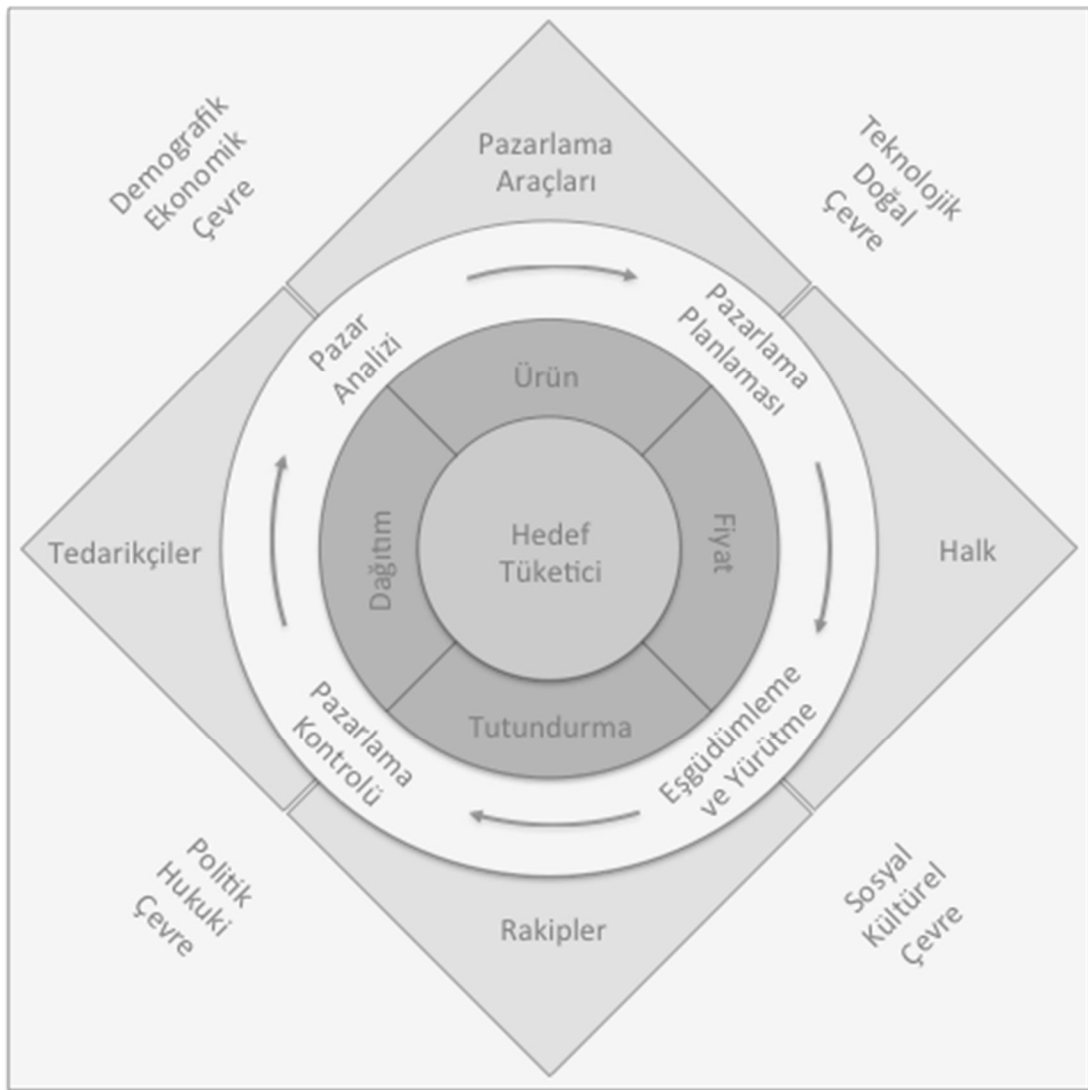 Demografik
Ekonomik
Çevre
Pazarlama
Araçları
Teknolojik
Doğal
Çevre
Pazar
Analizi
Pazarlama
Planlaması
Ürün
Tedarikçiler
Dağıtım
Hedef
Tüketici
Fiyat
Halk
Tutundurma
Pazarlama
Kontrolü
Eşgüdümleme
ve Yürütme
Politik
Hukuki
Çevre
Rakipler
Sosyal
Kültürel
Çevre